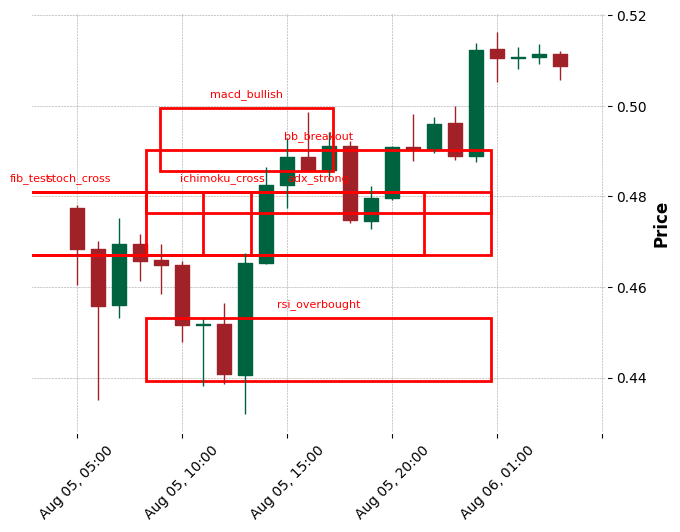 0.52
macd_bullish
0.50
bb_breakout
fib_test
stoch_cross
ichimoku_cross
adx_strong
0.48
Price
0.46
rsi_overbought
0.44
Aug 05, 05:00
Aug 05, 10:00
Aug 05, 15:00
Aug 05, 20:00
Aug 06, 01:00